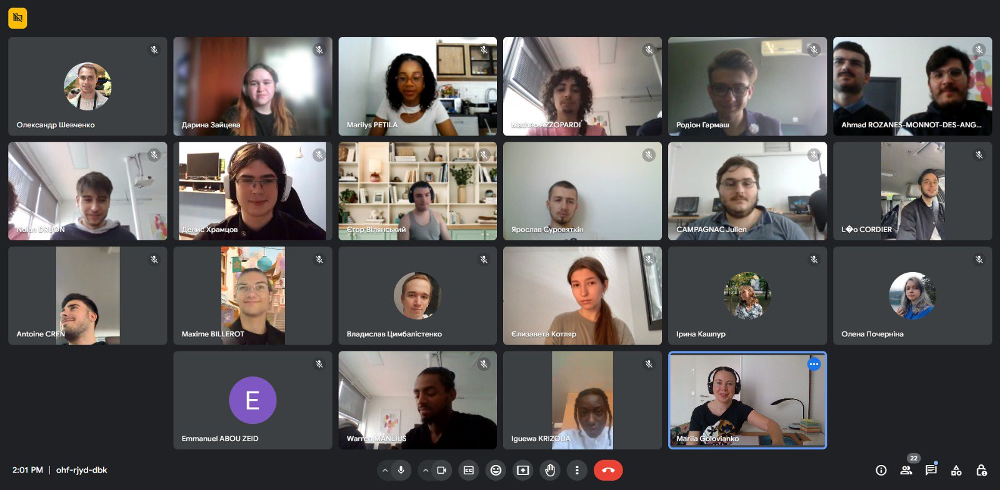 Олександр Шевченко
Дарина Зайцева
Marilys PETILA
Mathéo AZZOPARDI
Родіон Гармаш
Ahmad ROZANES-MONNOT-DES-ANG...
Nolan DRUON
Денис Храмцов
Єгор Вілянський
Ярослав Суровяткін
CAMPAGNAC Julien
L�o CORDIER
Antoine CREN
Maxime BILLEROT
Владислав Цимбалістенко
Єлизавета Котляр
Ірина Кашпур
Олена Почерніна
E
Emmanuel ABOU ZEID
Warren MANLIUS
Iguewa KRIZOUA
Mariia Golovianko
2:01 PM | ohf-rjyd-dbk
22